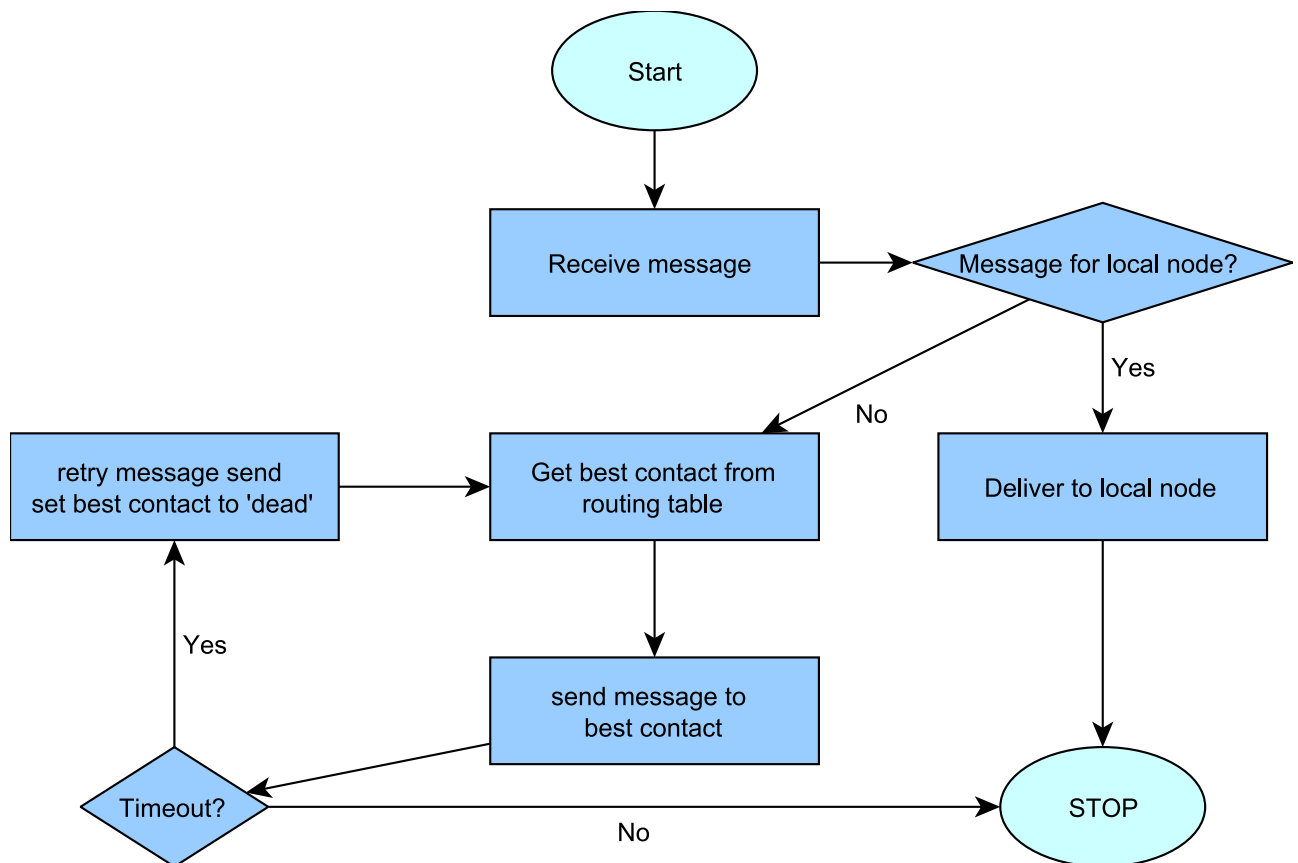 Start
Receive message
Message for local node?
Yes
No
retry message send
set best contact to 'dead'
Get best contact from
routing table
Deliver to local node
Yes
send message to
best contact
Timeout?
No
STOP